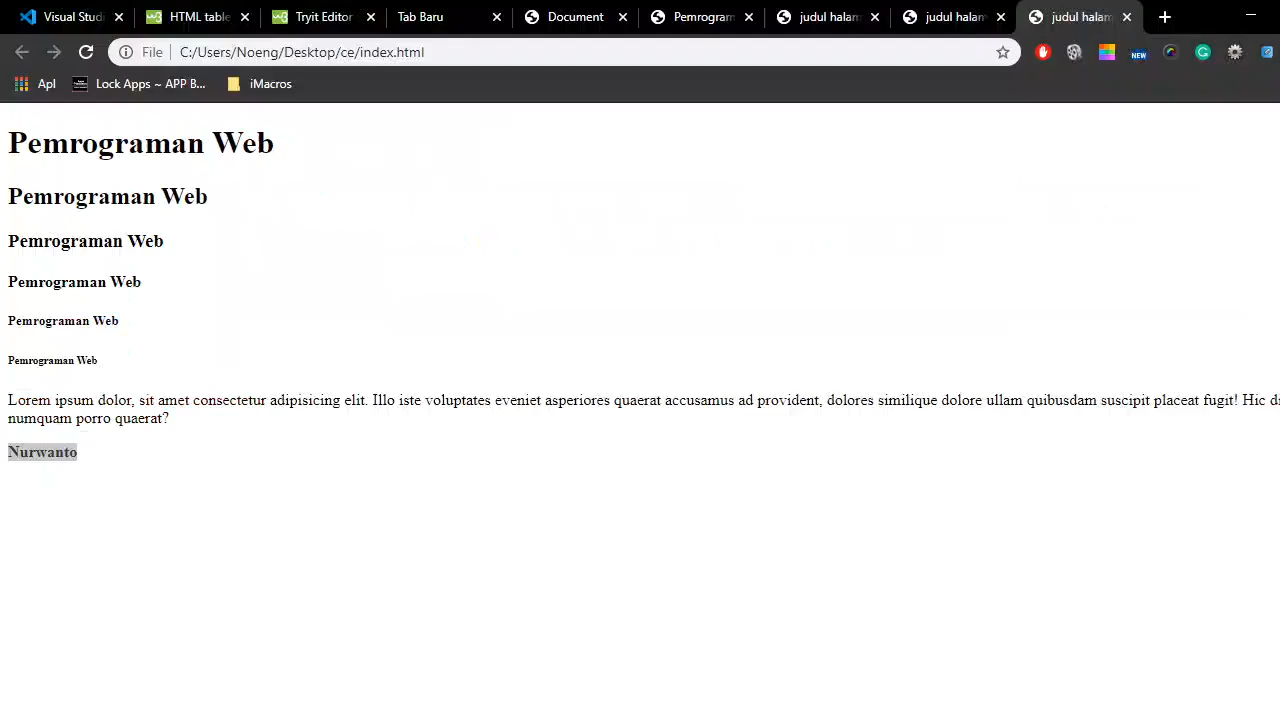 Visual Stud
HTML table
Tryit Editor
Tab Baru
Document
Pemrogram
judul halam
judul halam
judul halam
File
C:/Users/Noeng/Desktop/ce/index.html
NEW
Apl
Lock Apps ~ APP B...
iMacros
Pemrograman Web
Pemrograman Web
Pemrograman Web
Pemrograman Web
Pemrograman Web
Pemrograman Web
Lorem ipsum dolor, sit amet consectetur adipisicing elit. Illo iste voluptates eveniet asperiores quaerat accusamus ad provident, dolores similique dolore ullam quibusdam suscipit placeat fugit! Hic di
numquam porro quaerat?
Nurwanto